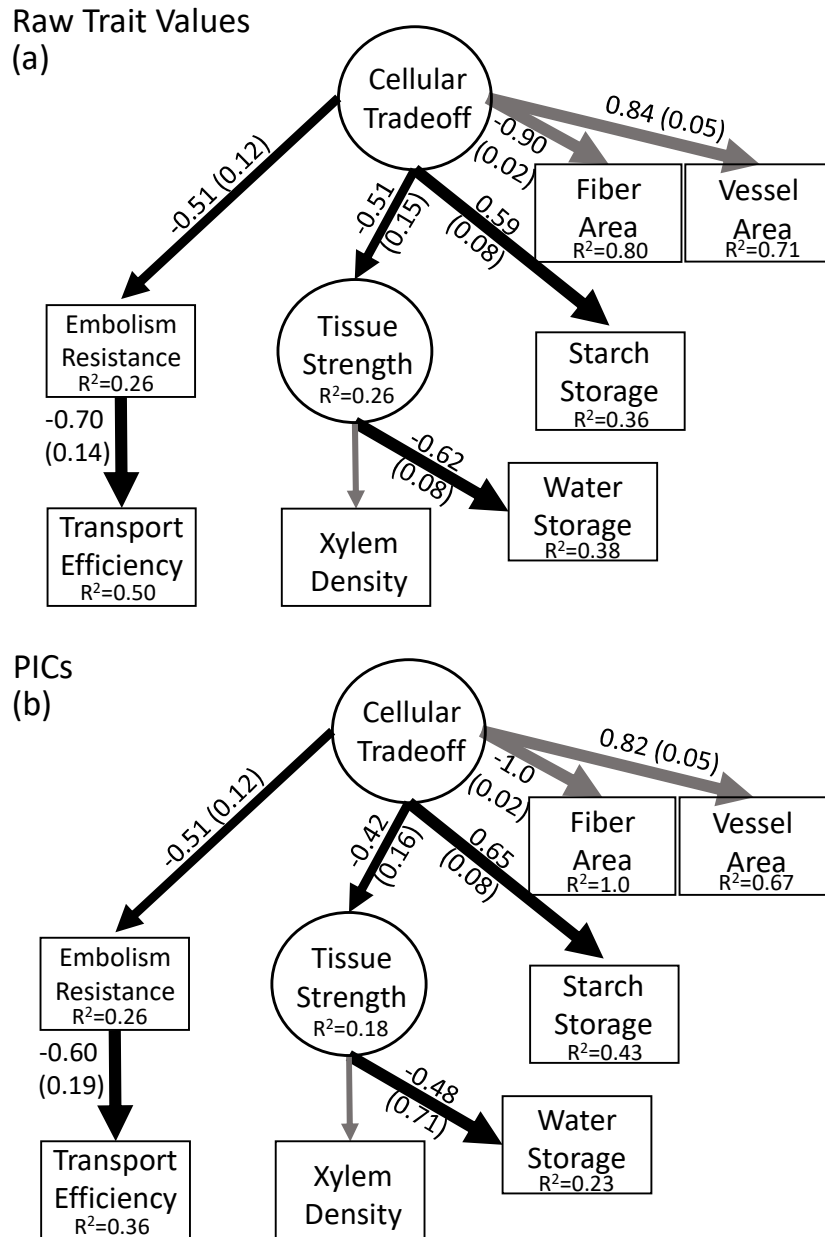 Raw Trait Values
(a)
Cellular
Tradeoff
-0.51 (0.12)
-0.51
(0.15)
0.59
(0.08)
-0.90
(0.02)
0.84 (0.05)
Fiber
Area
R²=0.80
Vessel
Area
R²=0.71
Embolism
Resistance
R²=0.26
Tissue
Strength
R²=0.26
Starch
Storage
R²=0.36
-0.70
(0.14)
-0.62
(0.08)
Transport
Efficiency
R²=0.50
Xylem
Density
Water
Storage
R²=0.38
PICs
(b)
Cellular
Tradeoff
-0.51 (0.12)
-0.42
(0.16)
0.65
(0.08)
-1.0
(0.02)
0.82 (0.05)
Fiber
Area
R²=1.0
Vessel
Area
R²=0.67
Embolism
Resistance
R²=0.26
Tissue
Strength
R²=0.18
Starch
Storage
R²=0.43
-0.60
(0.19)
-0.48
(0.71)
Transport
Efficiency
R²=0.36
Xylem
Density
Water
Storage
R²=0.23